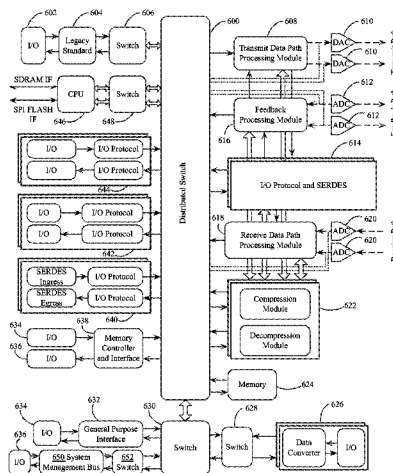 602
604
606
600
608
610
I/O
Legacy Standard
Switch
Transmit Data Path Processing Module
DAC
DAC
610
SDRAM IF
SPI FLASH IF
CPU
Switch
646
648
Feedback Processing Module
616
612
ADC
ADC
612
614
I/O Protocol and SERDES
I/O
I/O Protocol
I/O
I/O Protocol
644
Distributed Switch
I/O
I/O Protocol
I/O
I/O Protocol
642
618
Receive Data Path Processing Module
620
ADC
620
ADC
SERDES Ingress
I/O Protocol
SERDES Egress
I/O Protocol
640
Compression Module
Decompression Module
622
634
636
638
I/O
I/O
Memory Controller and Interface
Memory
624
634
632
630
628
626
I/O
General Purpose Interface
Switch
Switch
Data Converter
I/O
636
I/O
650 System Management Bus
652 Switch